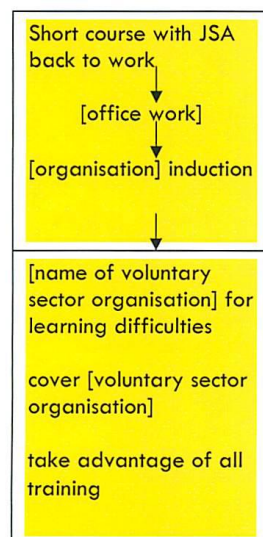 Short course with JSA
back to work
[office work]
[organisation] induction
[name of voluntary
sector organisation] for
learning difficulties
cover [voluntary sector
organisation]
take advantage of all
training